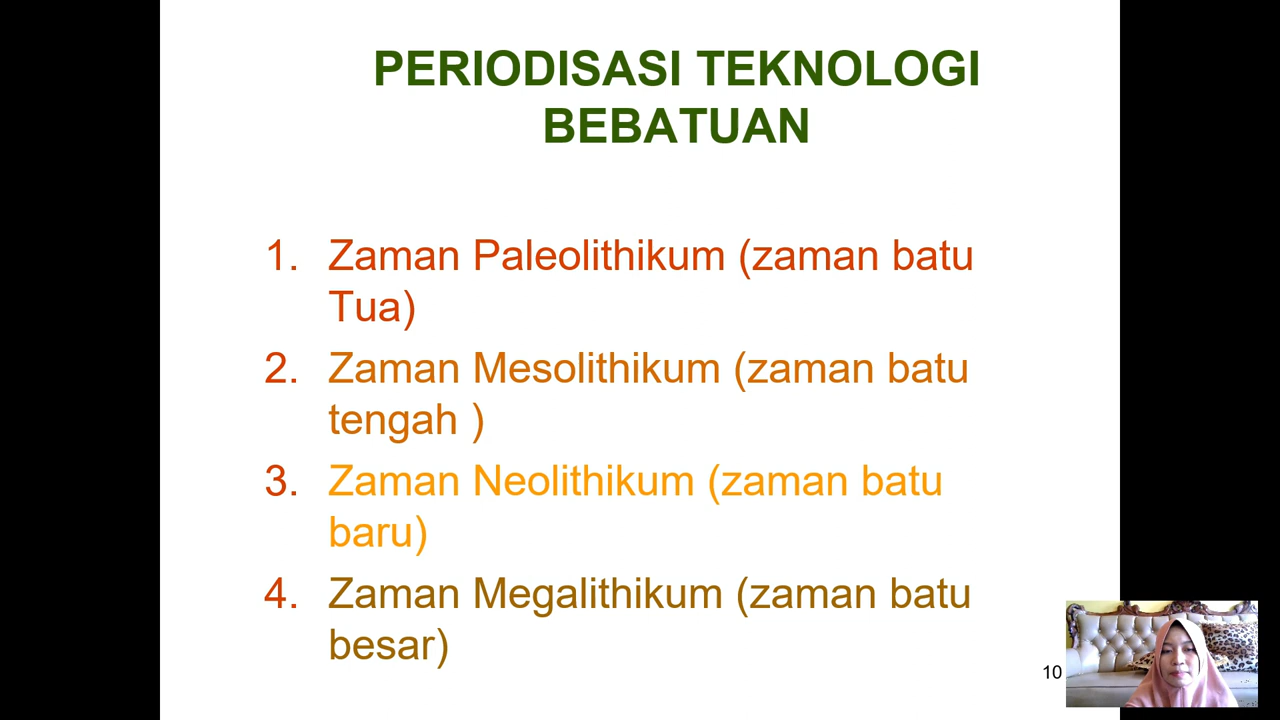 PERIODISASI TEKNOLOGI
BEBATUAN
1. Zaman Paleolithikum (zaman batu
Tua)
2. Zaman Mesolithikum (zaman batu
tengah )
3. Zaman Neolithikum (zaman batu
baru)
4. Zaman Megalithikum (zaman batu
besar)
10